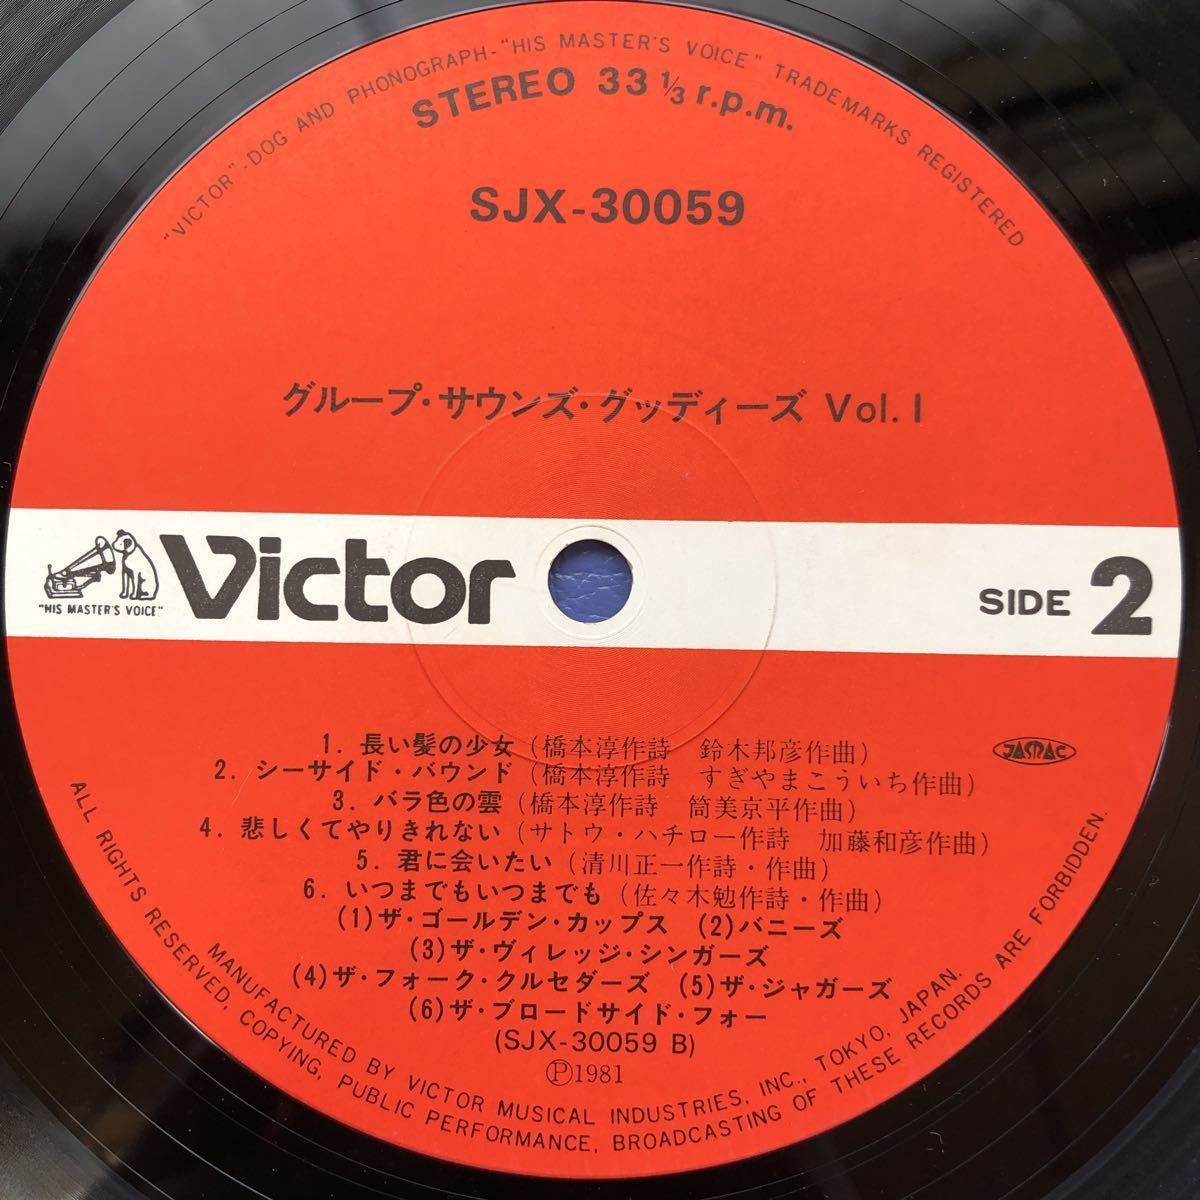 "VICTOR"-DOG AND PHONOGRAPH-"HIS MASTER'S VOICE" TRADEMARKS REGISTERED
STEREO 33 1/3 r.p.m.
SJX-30059
グループ・サウンズ・グッディーズ Vol. 1
"HIS MASTER'S VOICE"
Victor
SIDE 2
1. 長い髪の少女 (橋本淳作詩 鈴木邦彦作曲)
JASRAC
2. シーサイド・バウンド (橋本淳作詩 すぎやまこういち作曲)
3. バラ色の雲 (橋本淳作詩 筒美京平作曲)
4. 悲しくてやりきれない (サトウ・ハチロー作詩 加藤和彦作曲)
5. 君に会いたい (清川正一作詩・作曲)
6. いつまでもいつまでも (佐々木勉作詩・作曲)
(1)ザ・ゴールデン・カップス (2)バニーズ
(3)ザ・ヴィレッジ・シンガーズ
(4)ザ・フォーク・クルセダーズ (5)ザ・ジャガーズ
(6)ザ・ブロードサイド・フォー
(SJX-30059 B)
Ⓟ1981
MANUFACTURED BY VICTOR MUSICAL INDUSTRIES, INC., TOKYO, JAPAN.
ALL RIGHTS RESERVED, COPYING, PUBLIC PERFORMANCE, BROADCASTING OF THESE RECORDS ARE FORBIDDEN.